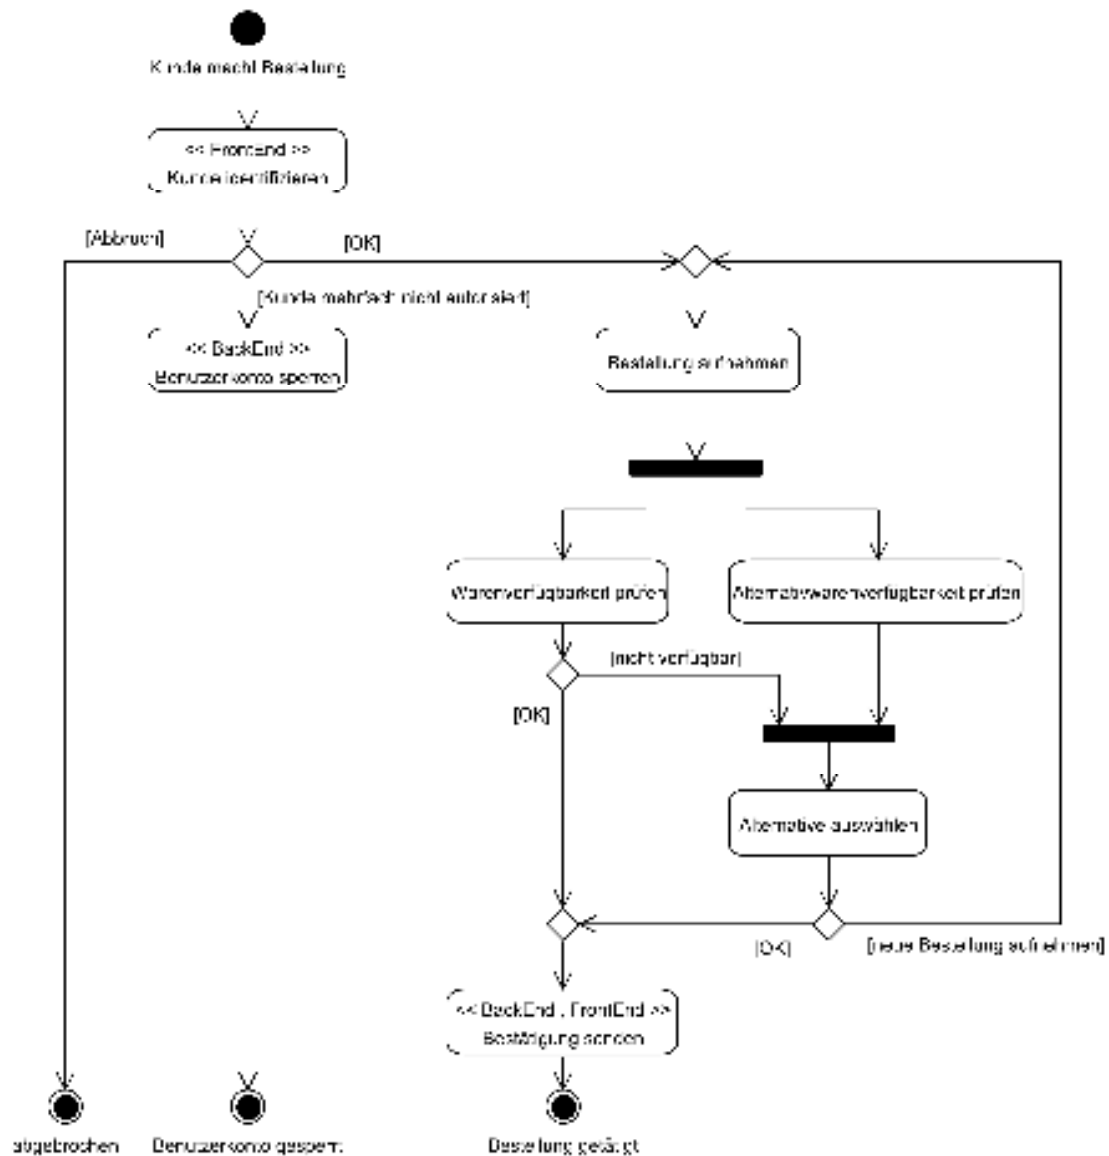 Kunde macht Bestellung
<< FrontEnd >>
Kunde identifizieren
[Abbruch]
[OK]
[Kunde mehrfach nicht autorisiert]
<< BackEnd >>
Benutzerkonto sperren
Bestellung aufnehmen
Warenverfügbarkeit prüfen
Alternativwarenverfügbarkeit prüfen
[nicht verfügbar]
[OK]
Alternative auswählen
[OK]
[neue Bestellung aufnehmen]
<< BackEnd , FrontEnd >>
Bestätigung senden
abgebrochen
Benutzerkonto gesperrt
Bestellung getätigt